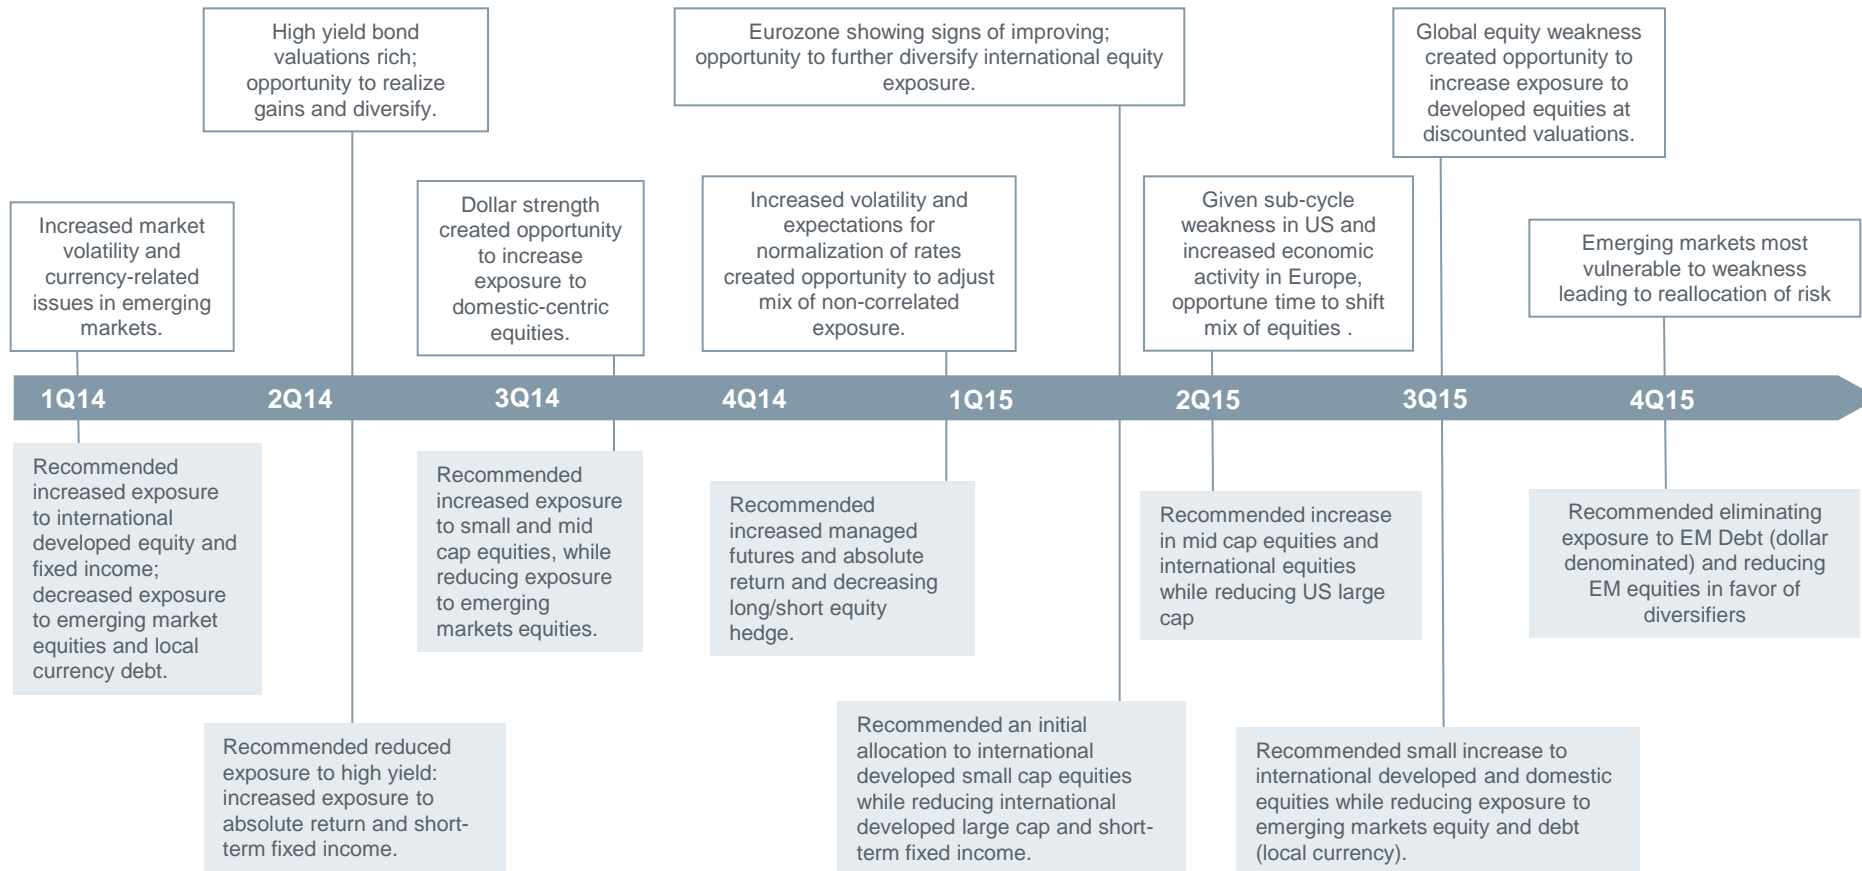 High yield bond
valuations rich;
opportunity to realize
gains and diversify.
Eurozone showing signs of improving;
opportunity to further diversify international equity
exposure.
Global equity weakness
created opportunity to
increase exposure to
developed equities at
discounted valuations.
Increased market
volatility and
currency-related
issues in emerging
markets.
Dollar strength
created opportunity
to increase
exposure to
domestic-centric
equities.
Increased volatility and
expectations for
normalization of rates
created opportunity to adjust
mix of non-correlated
exposure.
Given sub-cycle
weakness in US and
increased economic
activity in Europe,
opportune time to shift
mix of equities .
Emerging markets most
vulnerable to weakness
leading to reallocation of risk
1Q14 2Q14 3Q14 4Q14 1Q15 2Q15 3Q15 4Q15
Recommended
increased exposure
to international
developed equity and
fixed income;
decreased exposure
to emerging market
equities and local
currency debt.
Recommended
increased exposure
to small and mid
cap equities, while
reducing exposure
to emerging
markets equities.
Recommended
increased managed
futures and absolute
return and decreasing
long/short equity
hedge.
Recommended increase
in mid cap equities and
international equities
while reducing US large
cap
Recommended eliminating
exposure to EM Debt (dollar
denominated) and reducing
EM equities in favor of
diversifiers
Recommended reduced
exposure to high yield:
increased exposure to
absolute return and short-
term fixed income.
Recommended an initial
allocation to international
developed small cap equities
while reducing international
developed large cap and short-
term fixed income.
Recommended small increase to
international developed and domestic
equities while reducing exposure to
emerging markets equity and debt
(local currency).